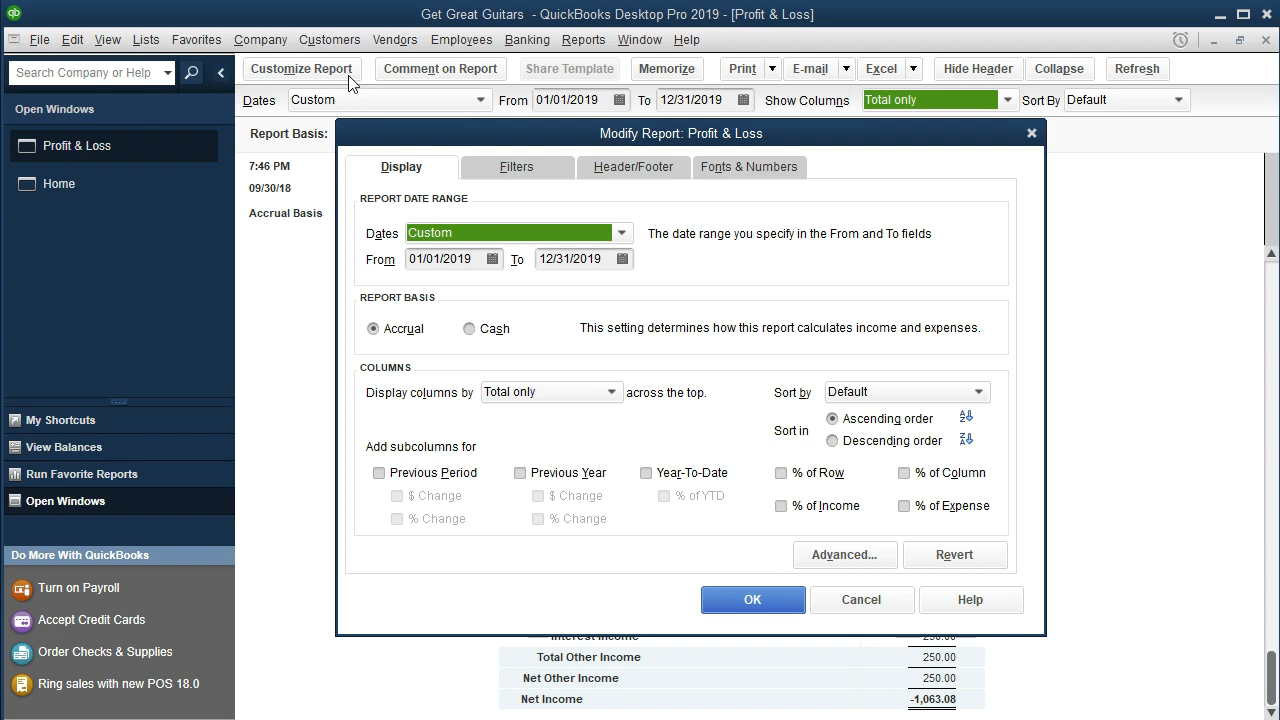 Get Great Guitars - QuickBooks Desktop Pro 2019 - [Profit & Loss]
File Edit View Lists Favorites Company Customers Vendors Employees Banking Reports Window Help
Search Company or Help
Customize Report Comment on Report Share Template Memorize Print E-mail Excel Hide Header Collapse Refresh
Open Windows
Dates Custom From 01/01/2019 To 12/31/2019 Show Columns Total only Sort By Default
Profit & Loss
Home
Report Basis:
7:46 PM
09/30/18
Accrual Basis
Modify Report: Profit & Loss
Display Filters Header/Footer Fonts & Numbers
REPORT DATE RANGE
Dates Custom The date range you specify in the From and To fields
From 01/01/2019 To 12/31/2019
REPORT BASIS
Accrual Cash This setting determines how this report calculates income and expenses.
COLUMNS
Display columns by Total only across the top. Sort by Default
Sort in Ascending order
Descending order
Add subcolumns for
Previous Period Previous Year Year-To-Date % of Row % of Column
$ Change $ Change % of YTD
% Change % Change % of Income % of Expense
Advanced... Revert
OK Cancel Help
My Shortcuts
View Balances
Run Favorite Reports
Open Windows
Do More With QuickBooks
Turn on Payroll
Accept Credit Cards
Order Checks & Supplies
Ring sales with new POS 18.0
Interest Income 250.00
Total Other Income 250.00
Net Other Income 250.00
Net Income -1,063.08